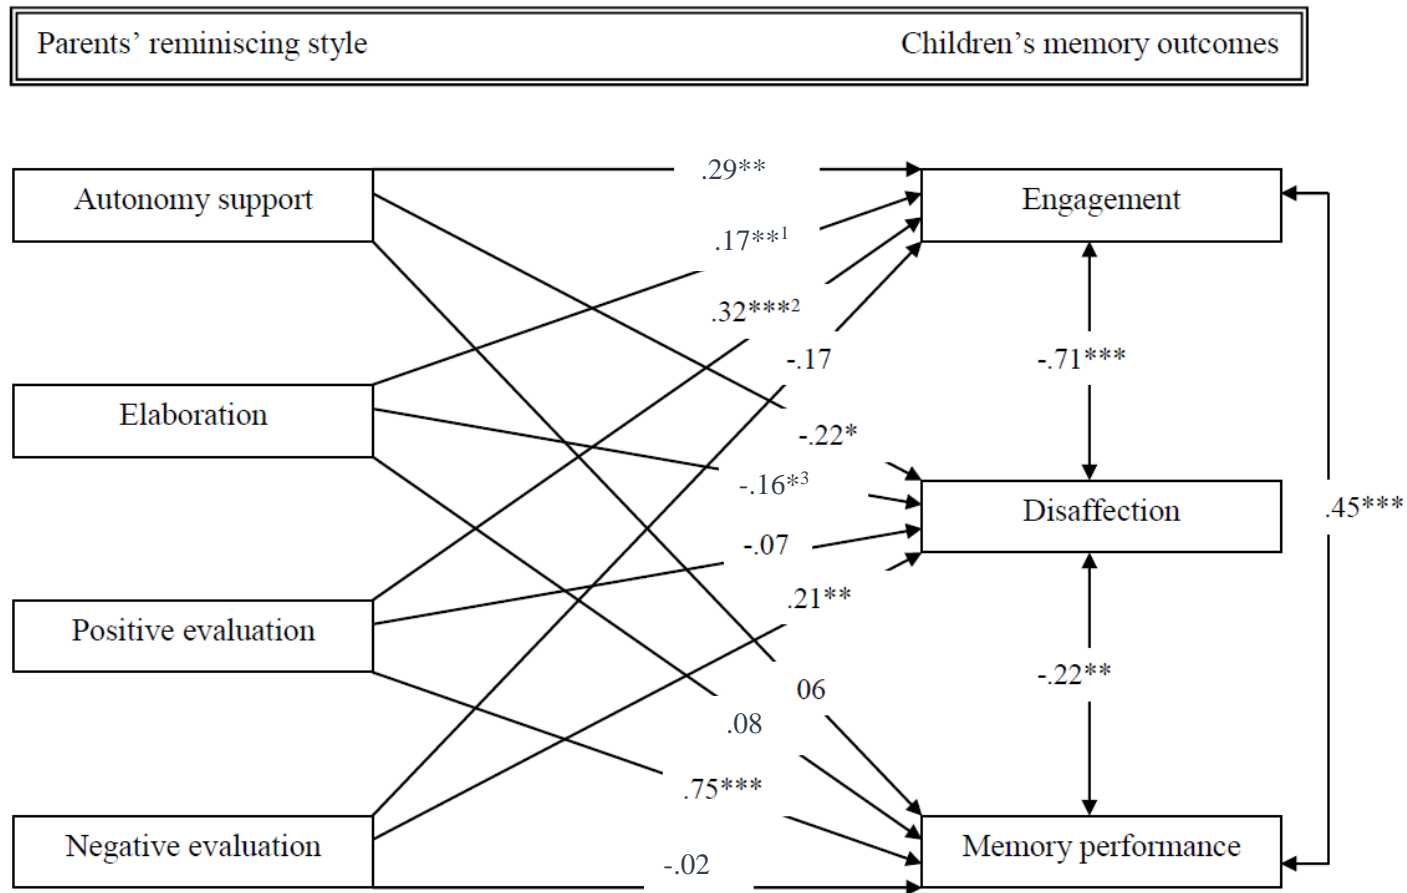 Parents’ reminiscing style
Children’s memory outcomes
Autonomy support
.29**
Engagement
.17**1
.32***2
-.17
-.71***
Elaboration
-.22*
-.16*3
Disaffection
.45***
-.07
.21**
Positive evaluation
-.22**
06
.08
.75***
Negative evaluation
Memory performance
-.02